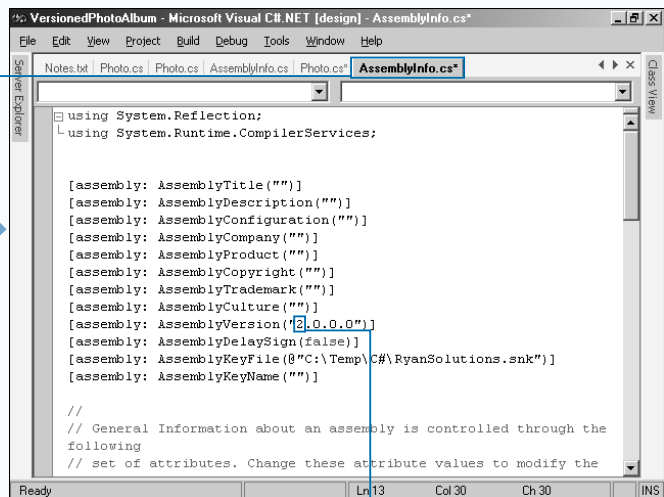 VersionedPhotoAlbum - Microsoft Visual C#.NET [design] - AssemblyInfo.cs*
File Edit View Project Build Debug Tools Window Help
Server Explorer
Notes.txt Photo.cs Photo.cs AssemblyInfo.cs Photo.cs* AssemblyInfo.cs*
Class View
using System.Reflection;
using System.Runtime.CompilerServices;
[assembly: AssemblyTitle("")]
[assembly: AssemblyDescription("")]
[assembly: AssemblyConfiguration("")]
[assembly: AssemblyCompany("")]
[assembly: AssemblyProduct("")]
[assembly: AssemblyCopyright("")]
[assembly: AssemblyTrademark("")]
[assembly: AssemblyCulture("")]
[assembly: AssemblyVersion("2.0.0.0")]
[assembly: AssemblyDelaySign(false)]
[assembly: AssemblyKeyFile(@"C:\Temp\C#\RyanSolutions.snk")]
[assembly: AssemblyKeyName("")]
//
// General Information about an assembly is controlled through the
following
// set of attributes. Change these attribute values to modify the
Ready Ln 13 Col 30 Ch 30 INS